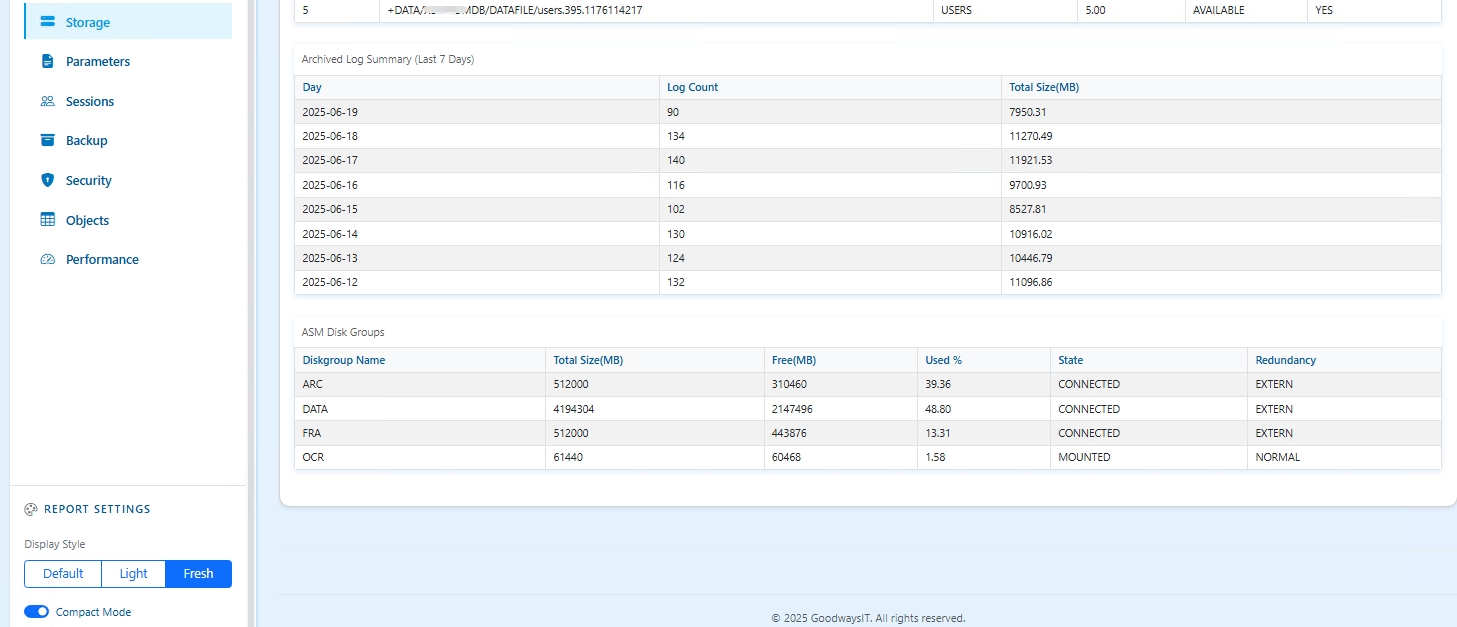 Storage
Parameters
Sessions
Backup
Security
Objects
Performance
REPORT SETTINGS
Display Style
Default Light Fresh
Compact Mode
5 +DATA/ MDB/DATAFILE/users.395.1176114217 USERS 5.00 AVAILABLE YES
Archived Log Summary (Last 7 Days)
Day Log Count Total Size(MB)
2025-06-19 90 7950.31
2025-06-18 134 11270.49
2025-06-17 140 11921.53
2025-06-16 116 9700.93
2025-06-15 102 8527.81
2025-06-14 130 10916.02
2025-06-13 124 10446.79
2025-06-12 132 11096.86
ASM Disk Groups
Diskgroup Name Total Size(MB) Free(MB) Used % State Redundancy
ARC 512000 310460 39.36 CONNECTED EXTERN
DATA 4194304 2147496 48.80 CONNECTED EXTERN
FRA 512000 443876 13.31 CONNECTED EXTERN
OCR 61440 60468 1.58 MOUNTED NORMAL
© 2025 GoodwaysIT. All rights reserved.